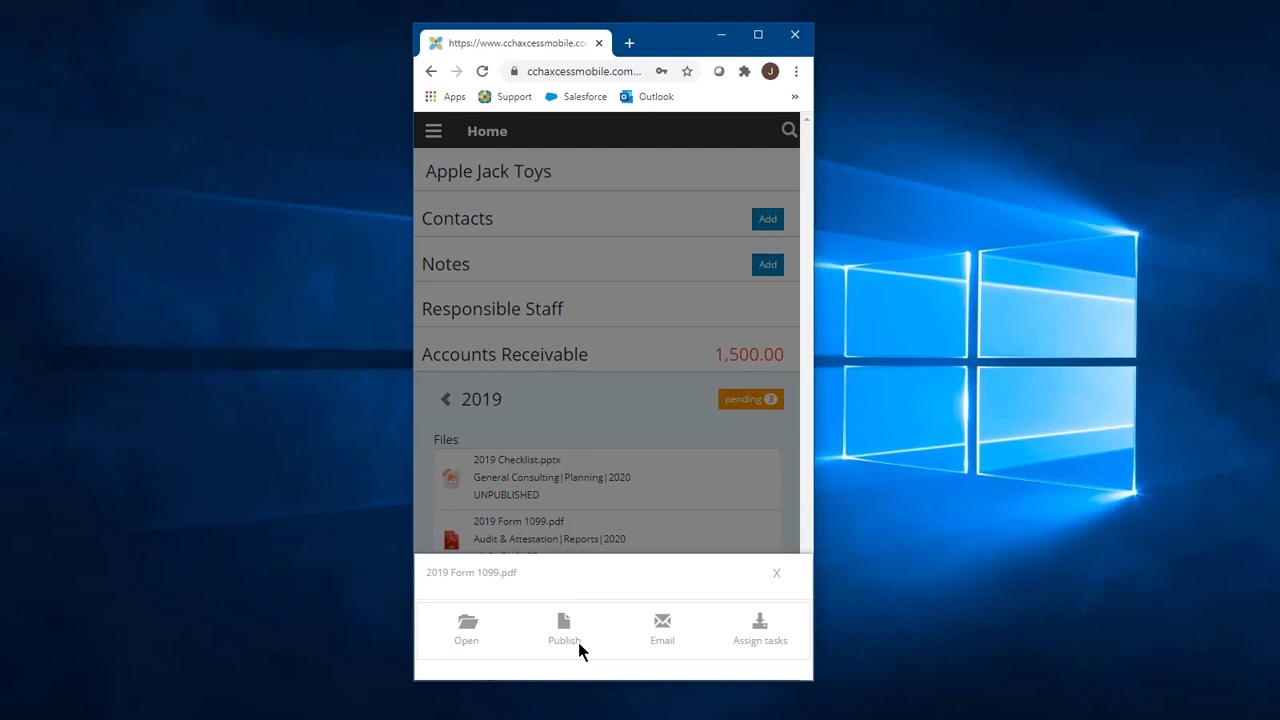 https://www.cchaxcessmobile.co
cchaxcessmobile.com...
J
Apps Support Salesforce Outlook »
Home
Apple Jack Toys
Contacts Add
Notes Add
Responsible Staff
Accounts Receivable 1,500.00
2019 pending 3
Files
2019 Checklist.pptx
General Consulting|Planning|2020
UNPUBLISHED
2019 Form 1099.pdf
Audit & Attestation|Reports|2020
2019 Form 1099.pdf X
Open Publish Email Assign tasks